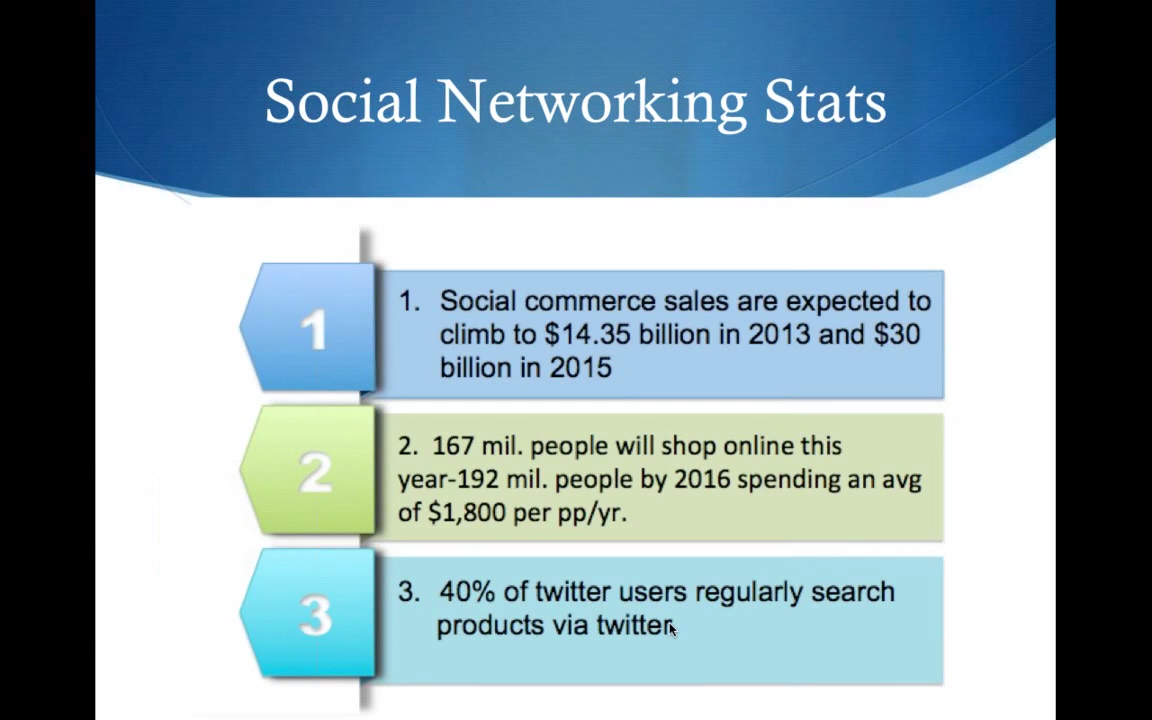 Social Networking Stats
1
1. Social commerce sales are expected to
climb to $14.35 billion in 2013 and $30
billion in 2015
2
2. 167 mil. people will shop online this
year-192 mil. people by 2016 spending an avg
of $1,800 per pp/yr.
3
3. 40% of twitter users regularly search
products via twitter